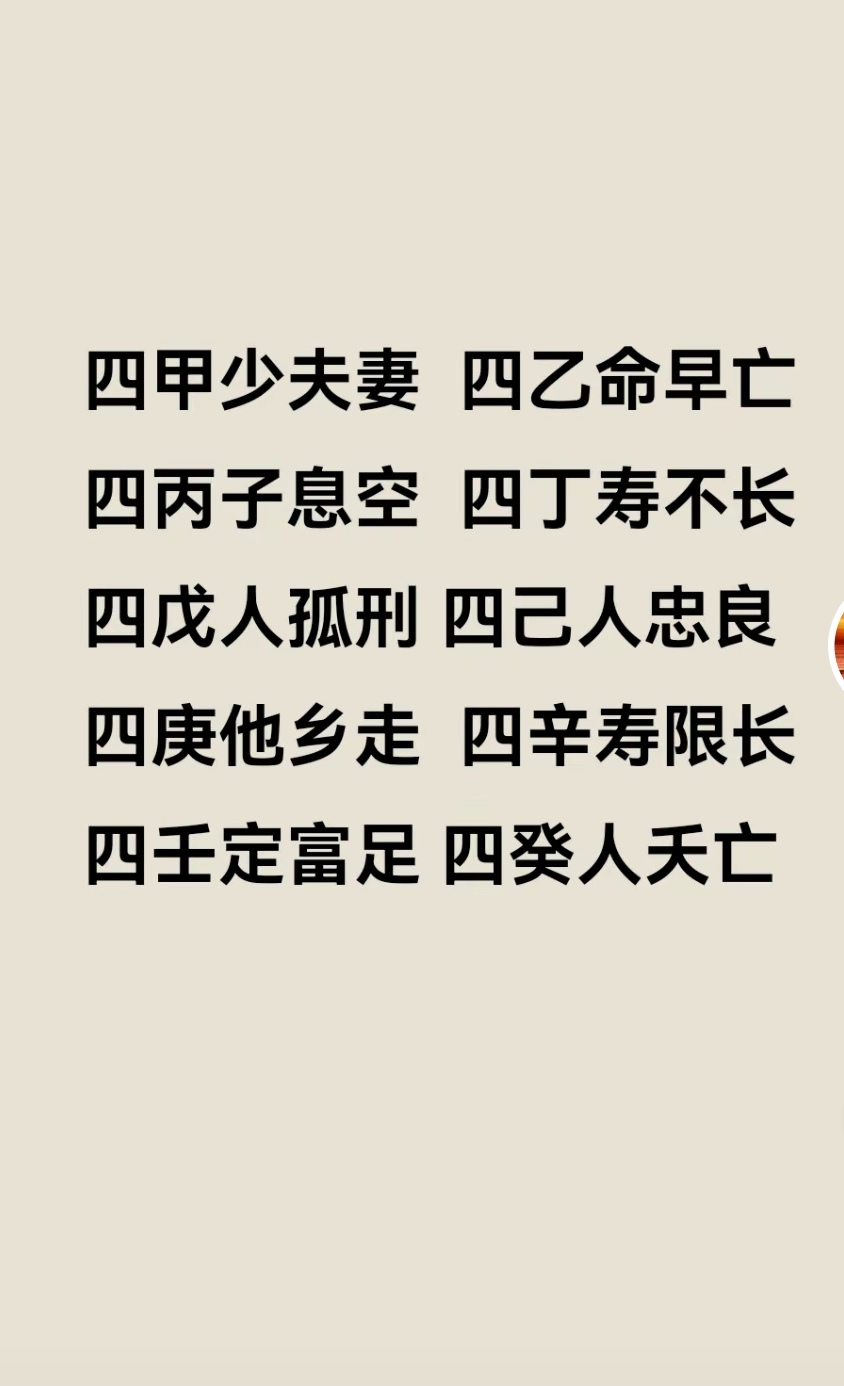 四甲少夫妻 四乙命早亡
四丙子息空 四丁寿不长
四戊人孤刑 四己人忠良
四庚他乡走 四辛寿限长
四壬定富足 四癸人夭亡